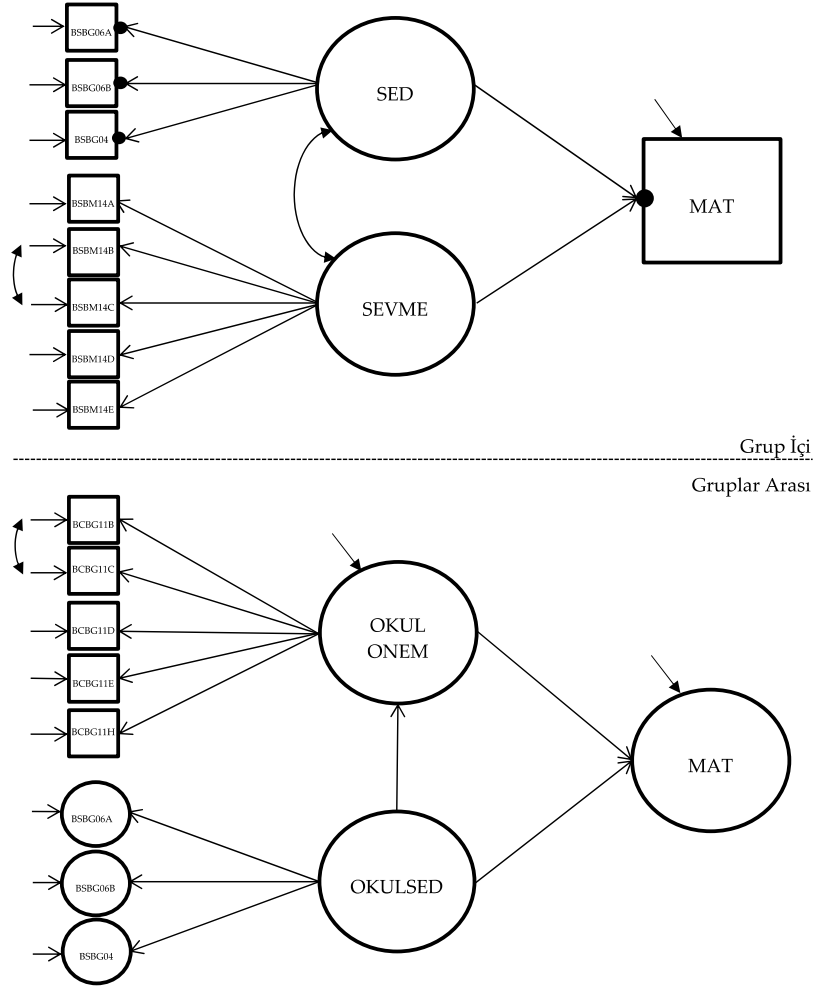 BSBG06A
BSBG06B
BSBG04
SED
MAT
BSBM14A
BSBM14B
BSBM14C
BSBM14D
BSBM14E
SEVME
Grup İçi
Gruplar Arası
BCBG11B
BCBG11C
BCBG11D
BCBG11E
BCBG11H
OKUL
ONEM
MAT
BSBG06A
BSBG06B
BSBG04
OKULSED